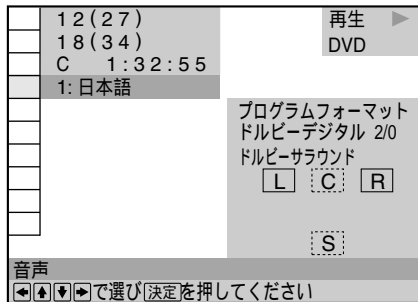 12(27)
18(34)
C 1:32:55
1: 日本語
再生
DVD
プログラムフォーマット
ドルビーデジタル 2/0
ドルビーサラウンド
L C R
S
音声
で選び決定を押してください